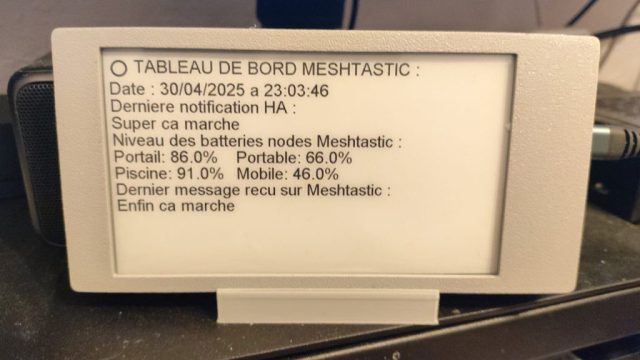 TABLEAU DE BORD MESHTASTIC :
Date : 30/04/2025 a 23:03:46
Derniere notification HA :
Super ca marche
Niveau des batteries nodes Meshtastic :
Portail: 86.0% Portable: 66.0%
Piscine: 91.0% Mobile: 46.0%
Dernier message recu sur Meshtastic :
Enfin ca marche